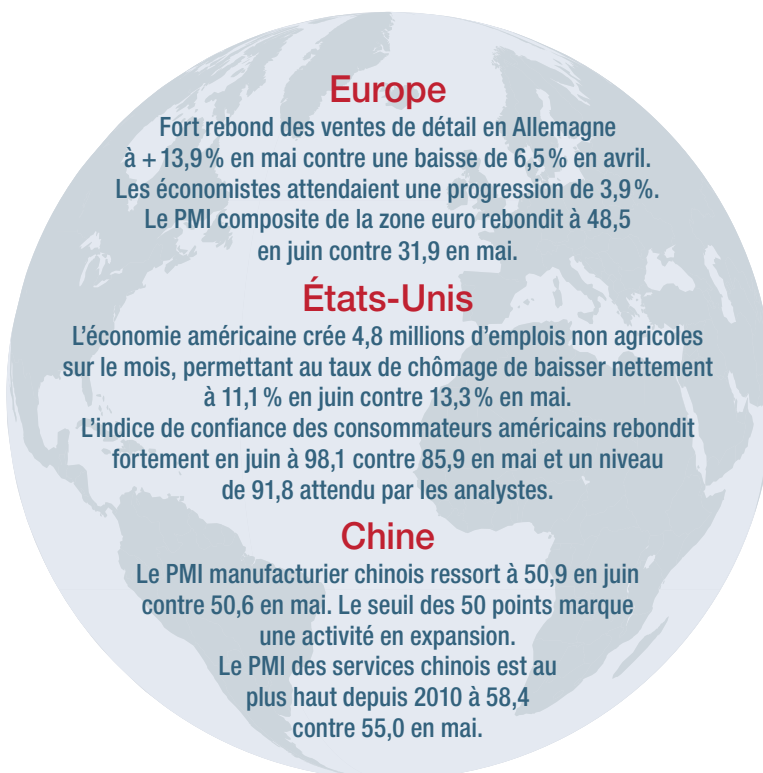 Europe
Fort rebond des ventes de détail en Allemagne
à + 13,9 % en mai contre une baisse de 6,5 % en avril.
Les économistes attendaient une progression de 3,9 %.
Le PMI composite de la zone euro rebondit à 48,5
en juin contre 31,9 en mai.
États-Unis
L’économie américaine crée 4,8 millions d’emplois non agricoles
sur le mois, permettant au taux de chômage de baisser nettement
à 11,1 % en juin contre 13,3 % en mai.
L’indice de confiance des consommateurs américains rebondit
fortement en juin à 98,1 contre 85,9 en mai et un niveau
de 91,8 attendu par les analystes.
Chine
Le PMI manufacturier chinois ressort à 50,9 en juin
contre 50,6 en mai. Le seuil des 50 points marque
une activité en expansion.
Le PMI des services chinois est au
plus haut depuis 2010 à 58,4
contre 55,0 en mai.